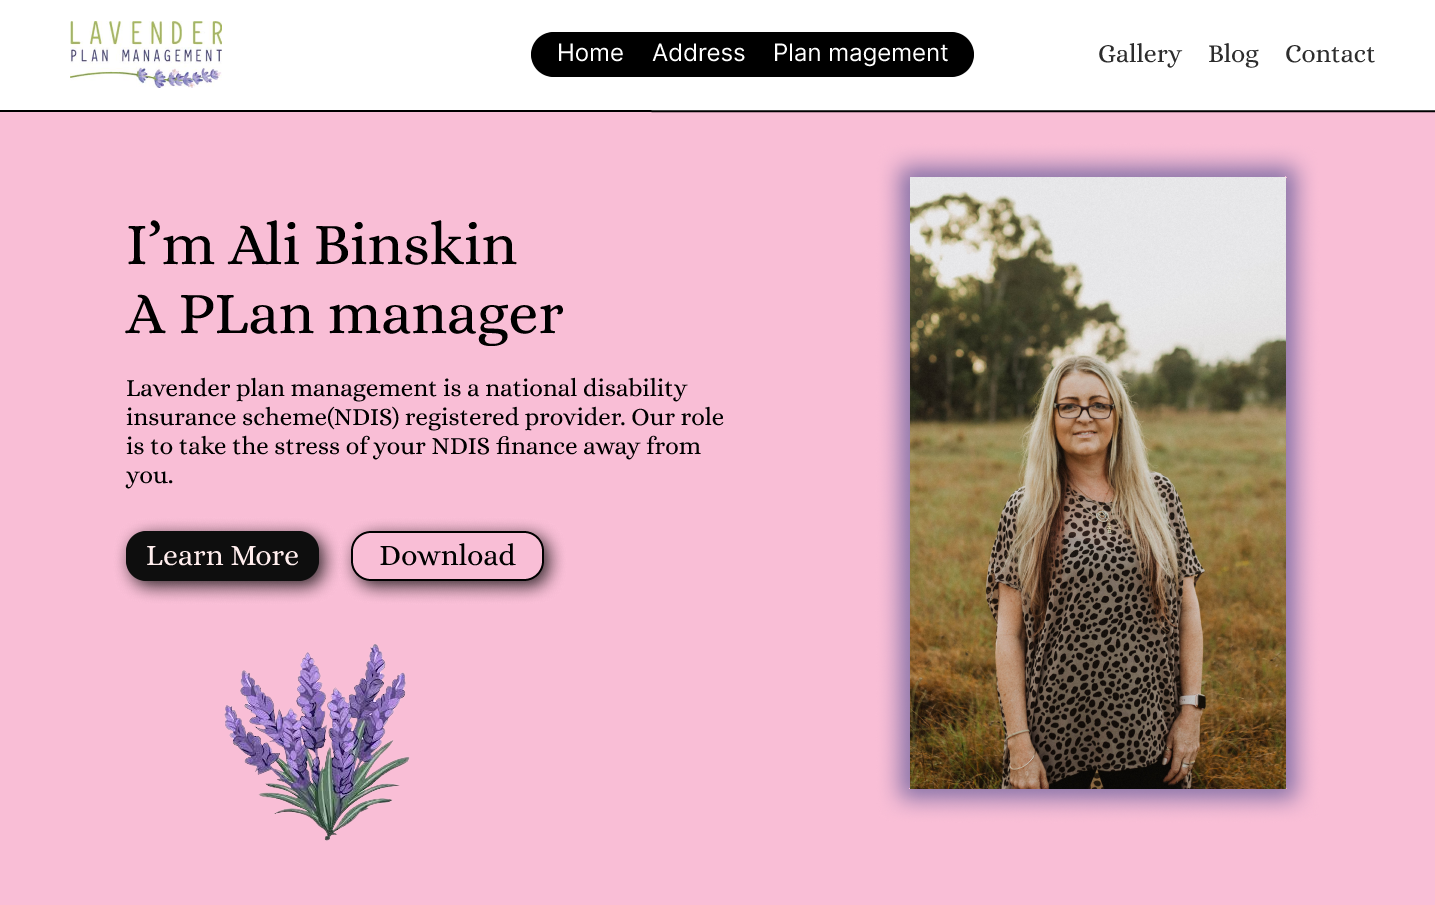 LAVENDER
PLAN MANAGEMENT
Home Address Plan magement
Gallery Blog Contact
I’m Ali Binskin
A PLan manager
Lavender plan management is a national disability
insurance scheme(NDIS) registered provider. Our role
is to take the stress of your NDIS finance away from
you.
Learn More Download